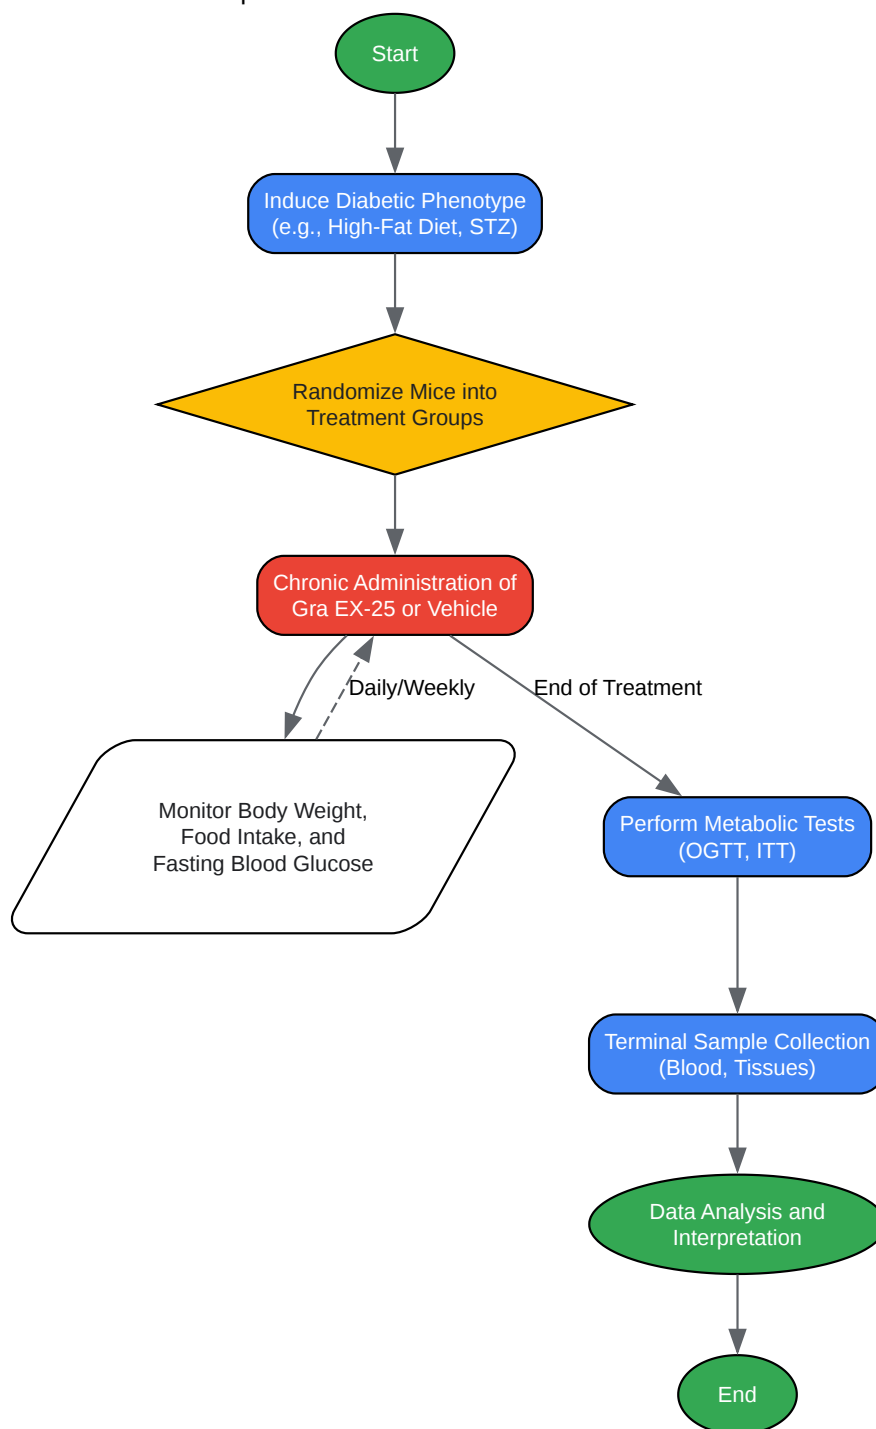 Start
Induce Diabetic Phenotype
(e.g., High-Fat Diet, STZ)
Randomize Mice into
Treatment Groups
Chronic Administration of
Gra EX-25 or Vehicle
Daily/Weekly
End of Treatment
Monitor Body Weight,
Food Intake, and
Fasting Blood Glucose
Perform Metabolic Tests
(OGTT, ITT)
Terminal Sample Collection
(Blood, Tissues)
Data Analysis and
Interpretation
End